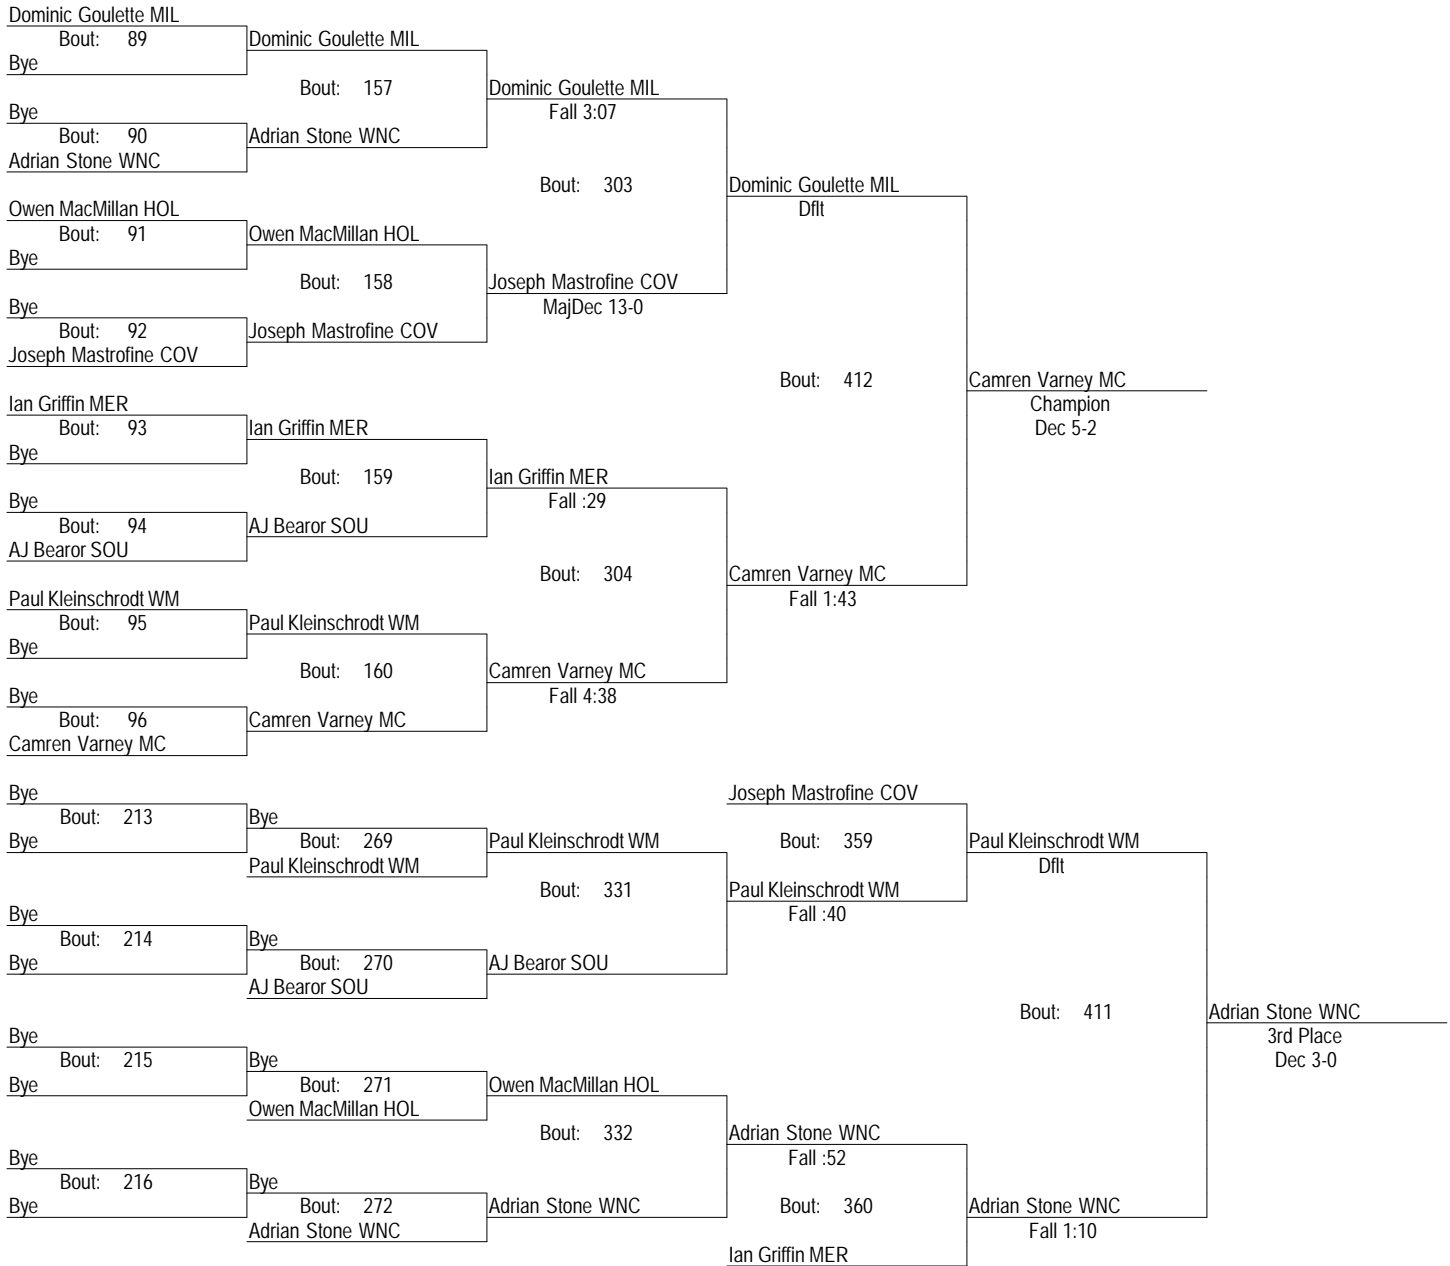 Dominic Goulette MIL
Bout: 89 Dominic Goulette MIL
Bye
Bout: 157 Dominic Goulette MIL
Bye Fall 3:07
Bout: 90 Adrian Stone WNC
Adrian Stone WNC
Bout: 303 Dominic Goulette MIL
Owen MacMillan HOL Dflt
Bout: 91 Owen MacMillan HOL
Bye
Bout: 158 Joseph Mastrofine COV
Bye MajDec 13-0
Bout: 92 Joseph Mastrofine COV
Joseph Mastrofine COV
Bout: 412 Camren Varney MC
Ian Griffin MER Champion
Bout: 93 Ian Griffin MER Dec 5-2
Bye
Bout: 159 Ian Griffin MER
Bye Fall :29
Bout: 94 AJ Bearor SOU
AJ Bearor SOU
Bout: 304 Camren Varney MC
Paul Kleinschrodt WM Fall 1:43
Bout: 95 Paul Kleinschrodt WM
Bye
Bout: 160 Camren Varney MC
Bye Fall 4:38
Bout: 96 Camren Varney MC
Camren Varney MC
Bye Joseph Mastrofine COV
Bout: 213 Bye
Bye Bout: 269 Paul Kleinschrodt WM Bout: 359 Paul Kleinschrodt WM
Paul Kleinschrodt WM Dflt
Bout: 331 Paul Kleinschrodt WM
Bye Fall :40
Bout: 214 Bye
Bye Bout: 270 AJ Bearor SOU
AJ Bearor SOU
Bout: 411 Adrian Stone WNC
Bye 3rd Place
Bout: 215 Bye Dec 3-0
Bye Bout: 271 Owen MacMillan HOL
Owen MacMillan HOL
Bout: 332 Adrian Stone WNC
Bye Fall :52
Bout: 216 Bye
Bye Bout: 272 Adrian Stone WNC Bout: 360 Adrian Stone WNC
Adrian Stone WNC Fall 1:10
Ian Griffin MER